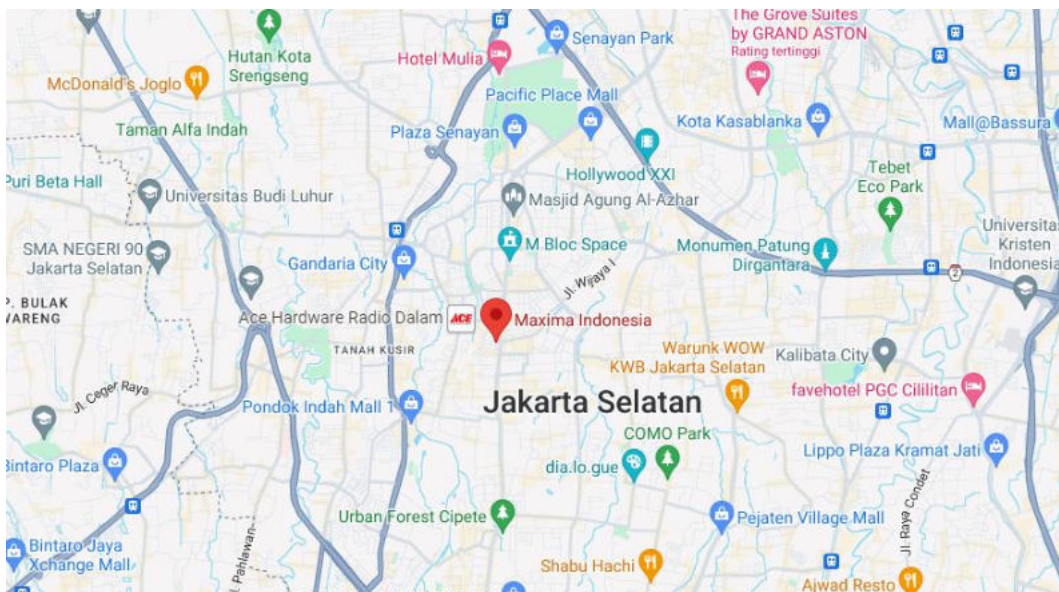 The Grove Suites
by GRAND ASTON
Rating tertinggi
Senayan Park
Hutan Kota
Srengseng
Hotel Mulia
McDonald's Joglo
Pacific Place Mall
Kota Kasablanka
Mall@Bassura
Taman Alfa Indah
Plaza Senayan
Hollywood XXI
Tebet
Eco Park
Puri Beta Hall
Universitas Budi Luhur
Masjid Agung Al-Azhar
Universitas
Kristen
Indonesia
SMA NEGERI 90
Jakarta Selatan
Gandaria City
M Bloc Space
Monumen Patung
Dirgantara
2
Jl. Wijaya I
P. BULAK
WARENG
Ace Hardware Radio Dalam
ACE
Maxima Indonesia
TANAH KUSIR
Warunk WOW
KWB Jakarta Selatan
Kalibata City
Jl. Ceger Raya
Pondok Indah Mall 1
Jakarta Selatan
favehotel PGC Cililitan
COMO Park
Bintaro Plaza
dia.lo.gue
Lippo Plaza Kramat Jati
Jl. Raya Condet
Urban Forest Cipete
Pejaten Village Mall
Bintaro Jaya
Xchange Mall
Pahlawan
Shabu Hachi
Ajwad Resto